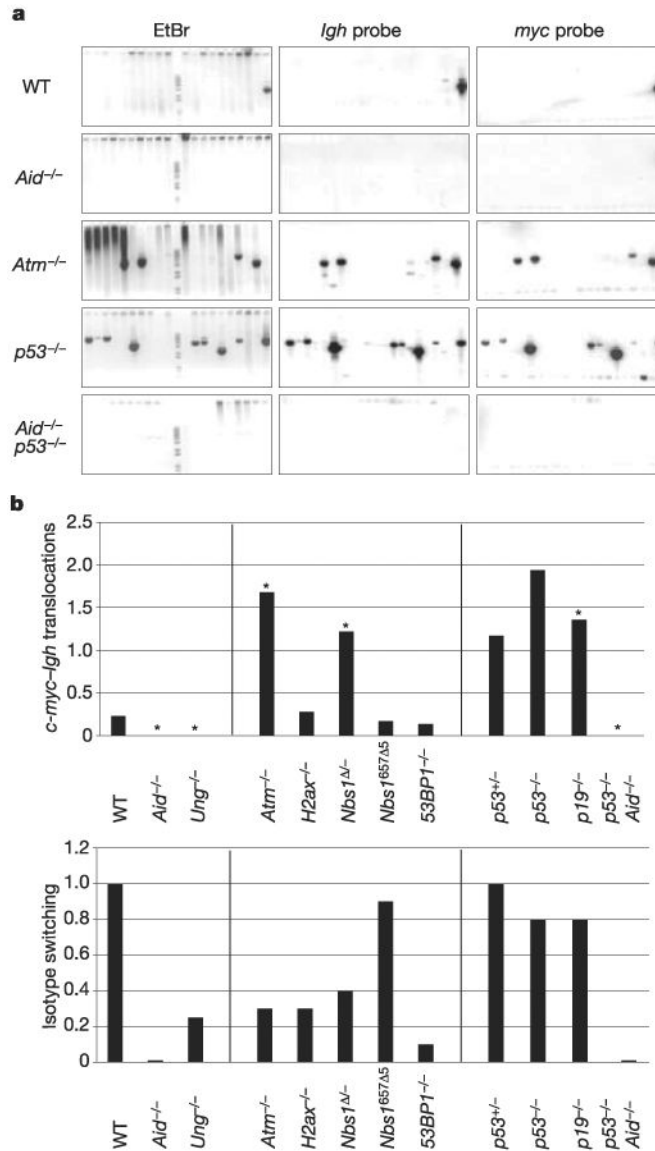 a
EtBr
Igh probe
myc probe
WT
Aid−/−
Atm−/−
p53−/−
Aid−/−
p53−/−
b
c-myc–Igh translocations
2.5
2.0
1.5
1.0
0.5
0
*
*
*
*
*
*
WT
Aid−/−
Ung−/−
Atm−/−
H2ax−/−
Nbs1Δ/−
Nbs1657Δ5
53BP1−/−
p53+/−
p53−/−
p19−/−
p53−/−
Aid−/−
Isotype switching
1.2
1.0
0.8
0.6
0.4
0.2
0
WT
Aid−/−
Ung−/−
Atm−/−
H2ax−/−
Nbs1Δ/−
Nbs1657Δ5
53BP1−/−
p53+/−
p53−/−
p19−/−
p53−/−
Aid−/−